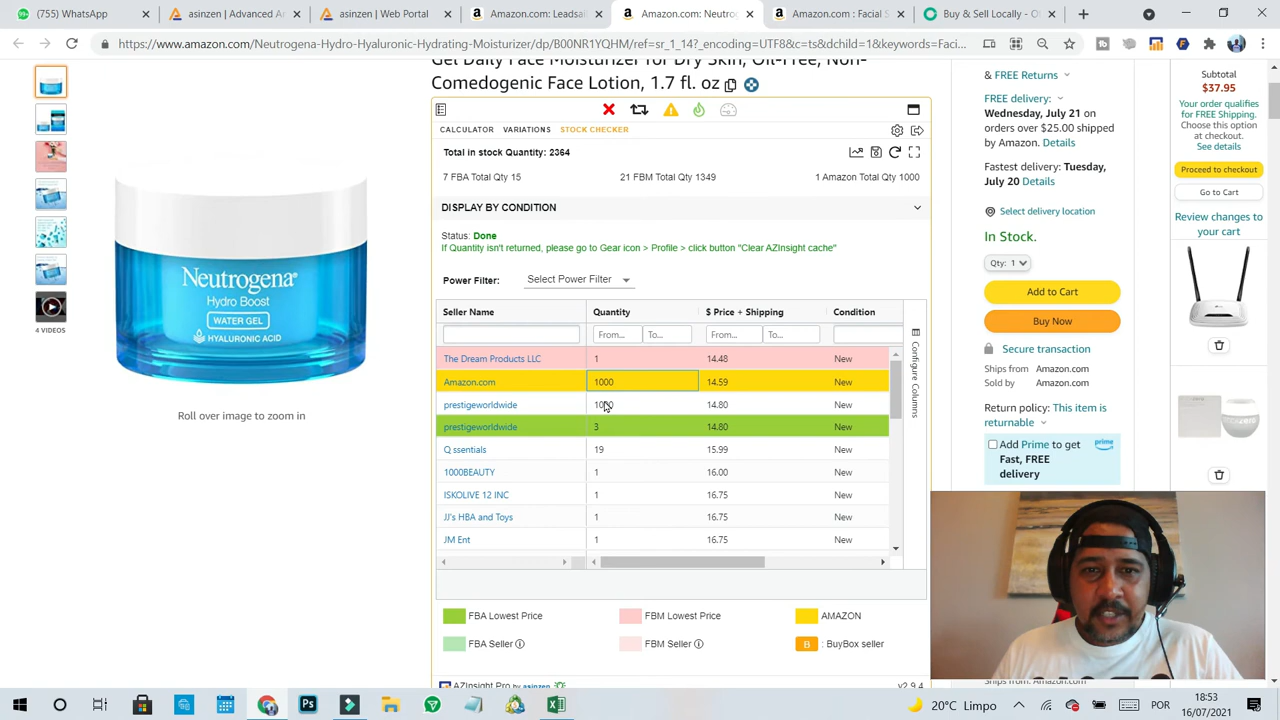 (755) WhatsApp
asinzen | AZInsight /
asinzen | Web Panel
Amazon.com: Leadsal
Amazon.com: Neutrog
Amazon.com : Facial S
Buy & Sell Locally - O
https://www.amazon.com/Neutrogena-Hydro-Hyaluronic-Hydrating-Moisturizer/dp/B00NR1YQHM/ref=sr_1_14?_encoding=UTF8&c=ts&dchild=1&keywords=Faci...
Gel Daily Face Moisturizer for Dry Skin, Oil-Free, Non-
Comedogenic Face Lotion, 1.7 fl. oz
CALCULATOR VARIATIONS STOCK CHECKER
Total in stock Quantity: 2364
7 FBA Total Qty 15 21 FBM Total Qty 1349 1 Amazon Total Qty 1000
DISPLAY BY CONDITION
Status: Done
If Quantity isn't returned, please go to Gear icon > Profile > click button "Clear AZInsight cache"
Power Filter: Select Power Filter
Seller Name Quantity $ Price + Shipping Condition
From... To... From... To...
The Dream Products LLC 1 14.48 New
Amazon.com 1000 14.59 New
prestigeworldwide 1000 14.80 New
prestigeworldwide 3 14.80 New
Q ssentials 19 15.99 New
1000BEAUTY 1 16.00 New
ISKOLIVE 12 INC 1 16.75 New
JJ's HBA and Toys 1 16.75 New
JM Ent 1 16.75 New
Configure Columns
FBA Lowest Price FBM Lowest Price AMAZON
FBA Seller FBM Seller B : BuyBox seller
AZInsight Pro by asinzen v2.9.4
4 VIDEOS
Neutrogena®
Hydro Boost
WATER GEL
HYALURONIC ACID
Roll over image to zoom in
& FREE Returns
FREE delivery:
Wednesday, July 21 on
orders over $25.00 shipped
by Amazon. Details
Fastest delivery: Tuesday,
July 20 Details
Select delivery location
In Stock.
Qty: 1
Add to Cart
Buy Now
Secure transaction
Ships from Amazon.com
Sold by Amazon.com
Return policy: This item is
returnable
Add Prime to get
Fast, FREE
delivery
prime
Ships from: Amazon.com
Subtotal
$37.95
Your order qualifies
for FREE Shipping.
Choose this option
at checkout.
See details
Proceed to checkout
Go to Cart
Review changes to
your cart
20°C Limpo
POR
18:53
16/07/2021